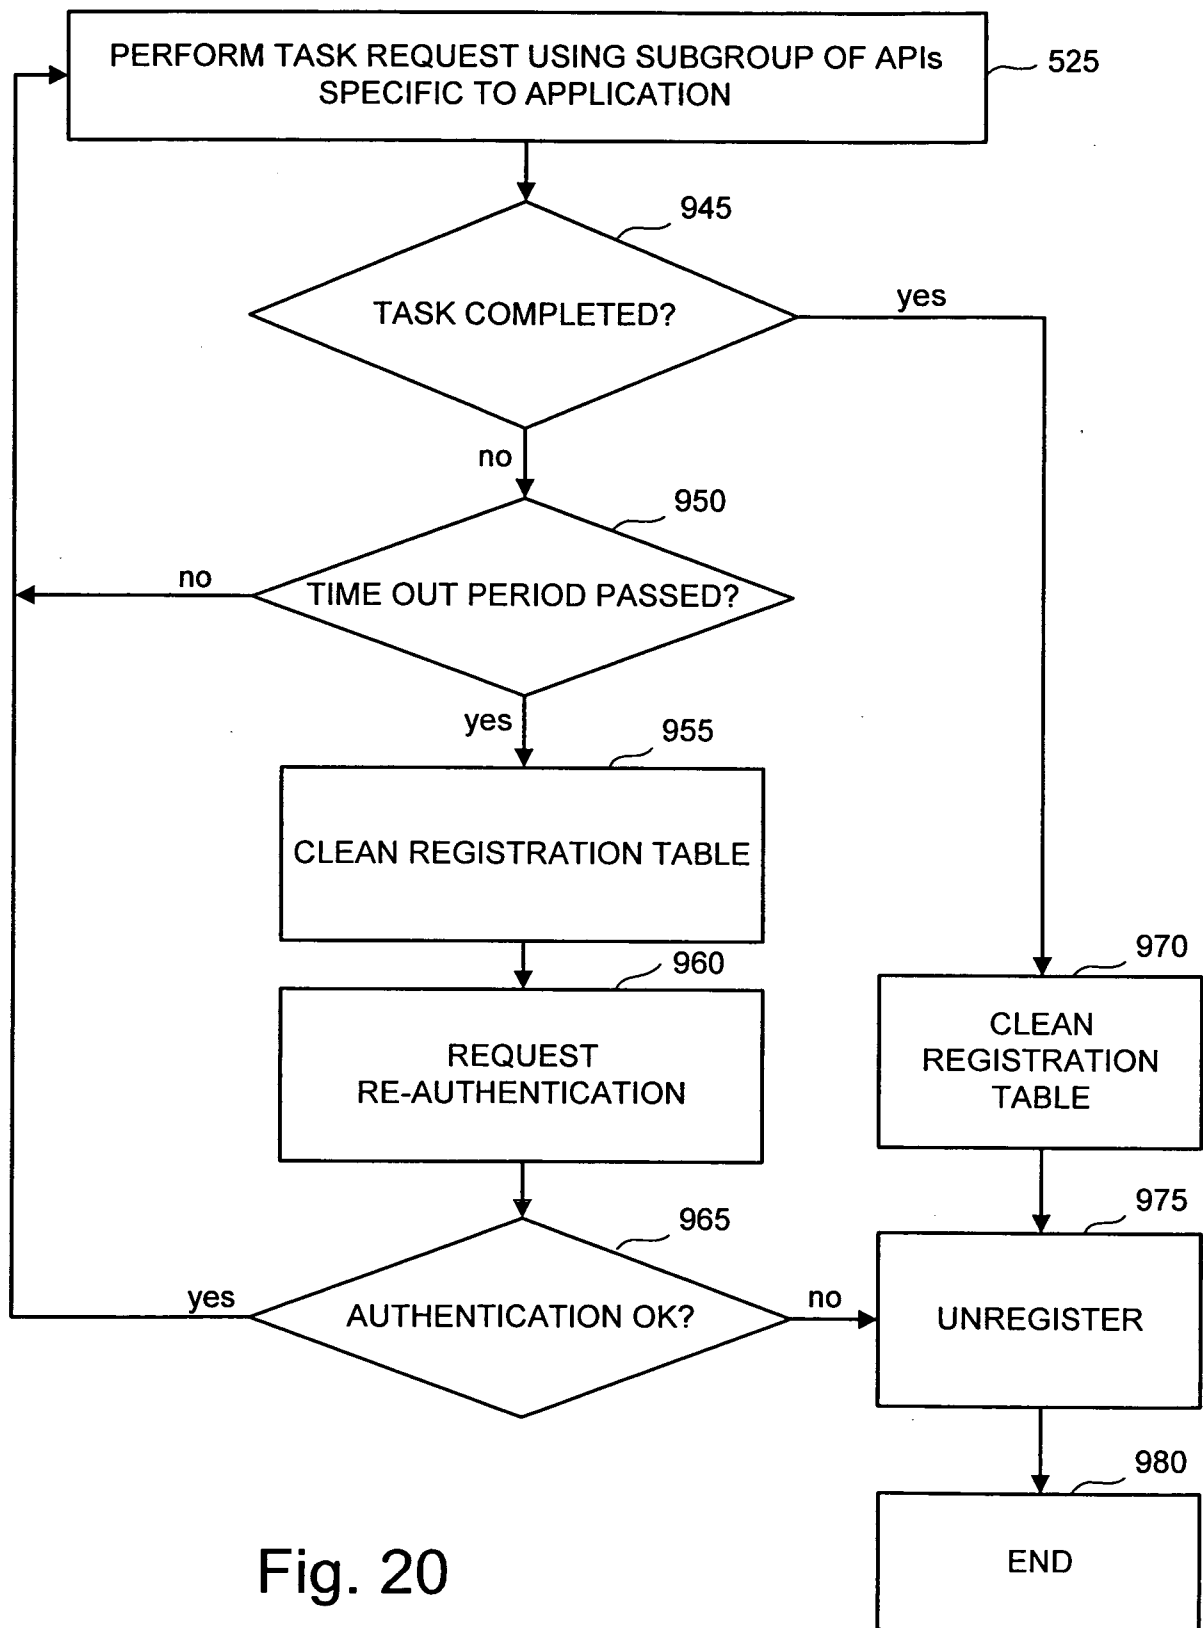 PERFORM TASK REQUEST USING SUBGROUP OF APIs
SPECIFIC TO APPLICATION
525
945
TASK COMPLETED?
yes
no
950
TIME OUT PERIOD PASSED?
no
yes
955
CLEAN REGISTRATION TABLE
960
REQUEST
RE-AUTHENTICATION
970
CLEAN
REGISTRATION
TABLE
965
AUTHENTICATION OK?
yes
no
975
UNREGISTER
980
END
Fig. 20